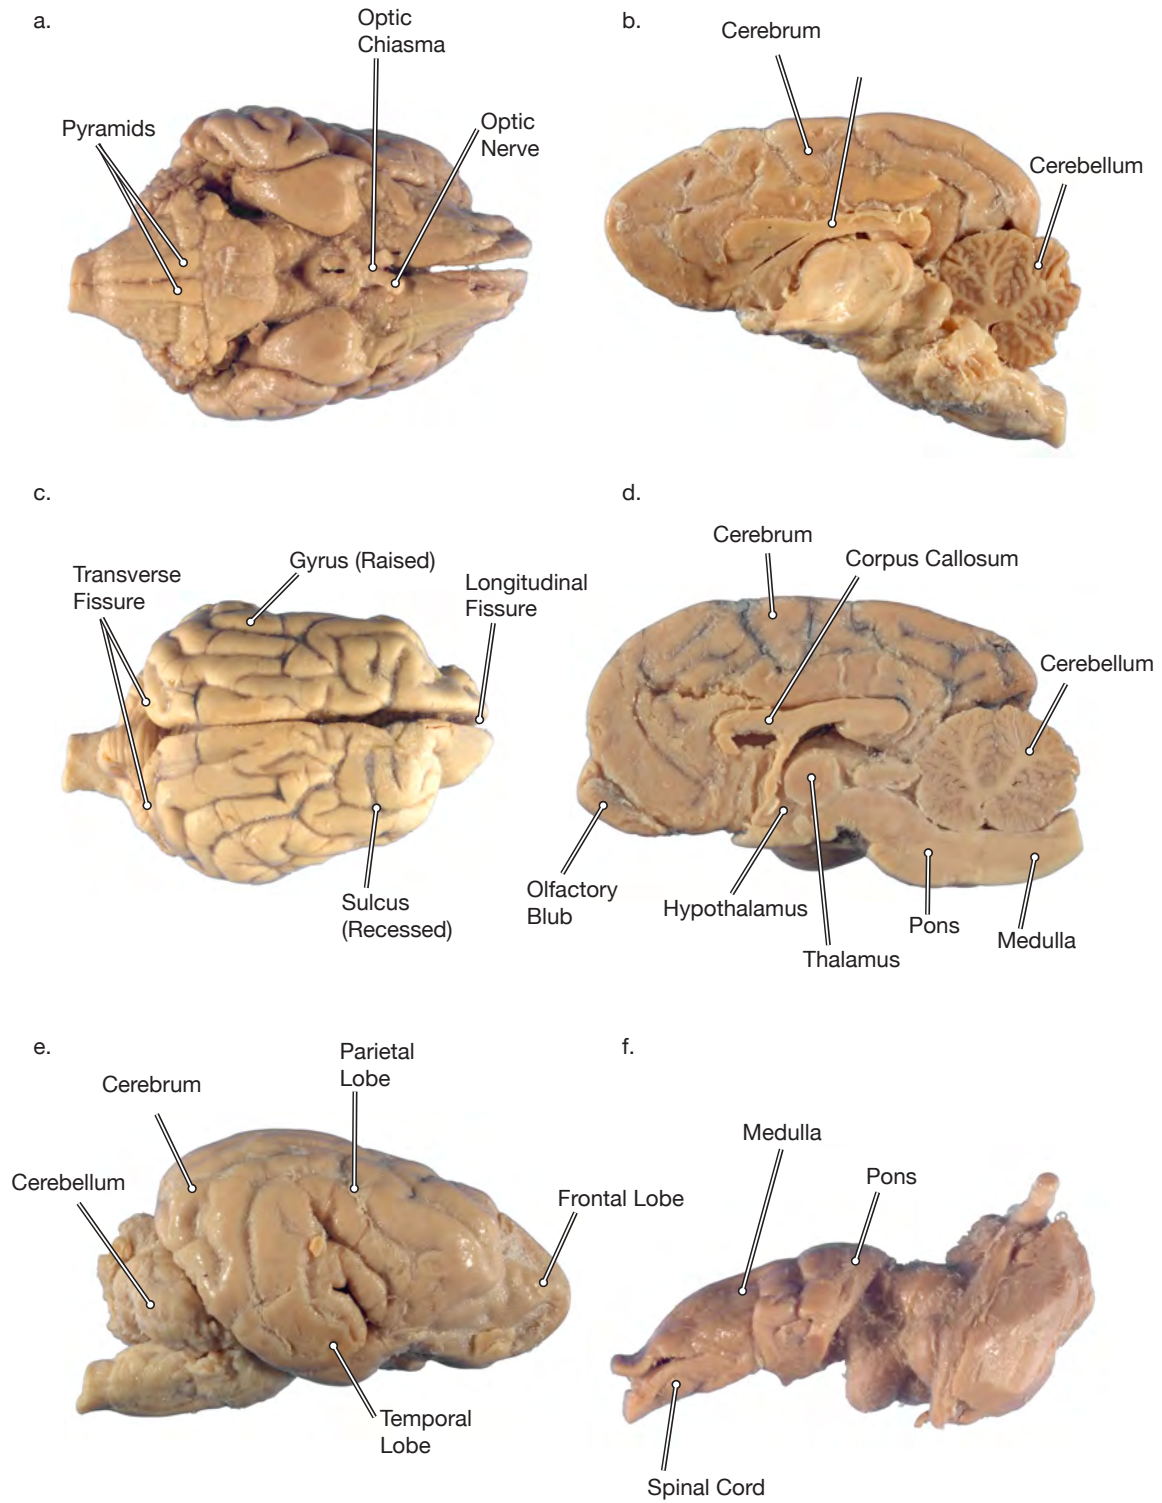 a.
Optic
Chiasma
Pyramids
Optic
Nerve
b.
Cerebrum
Cerebellum
c.
Gyrus (Raised)
Transverse
Fissure
Longitudinal
Fissure
Sulcus
(Recessed)
d.
Cerebrum
Corpus Callosum
Cerebellum
Olfactory
Blub
Hypothalamus
Thalamus
Pons
Medulla
e.
Parietal
Lobe
Cerebrum
Cerebellum
Frontal Lobe
Temporal
Lobe
f.
Medulla
Pons
Spinal Cord